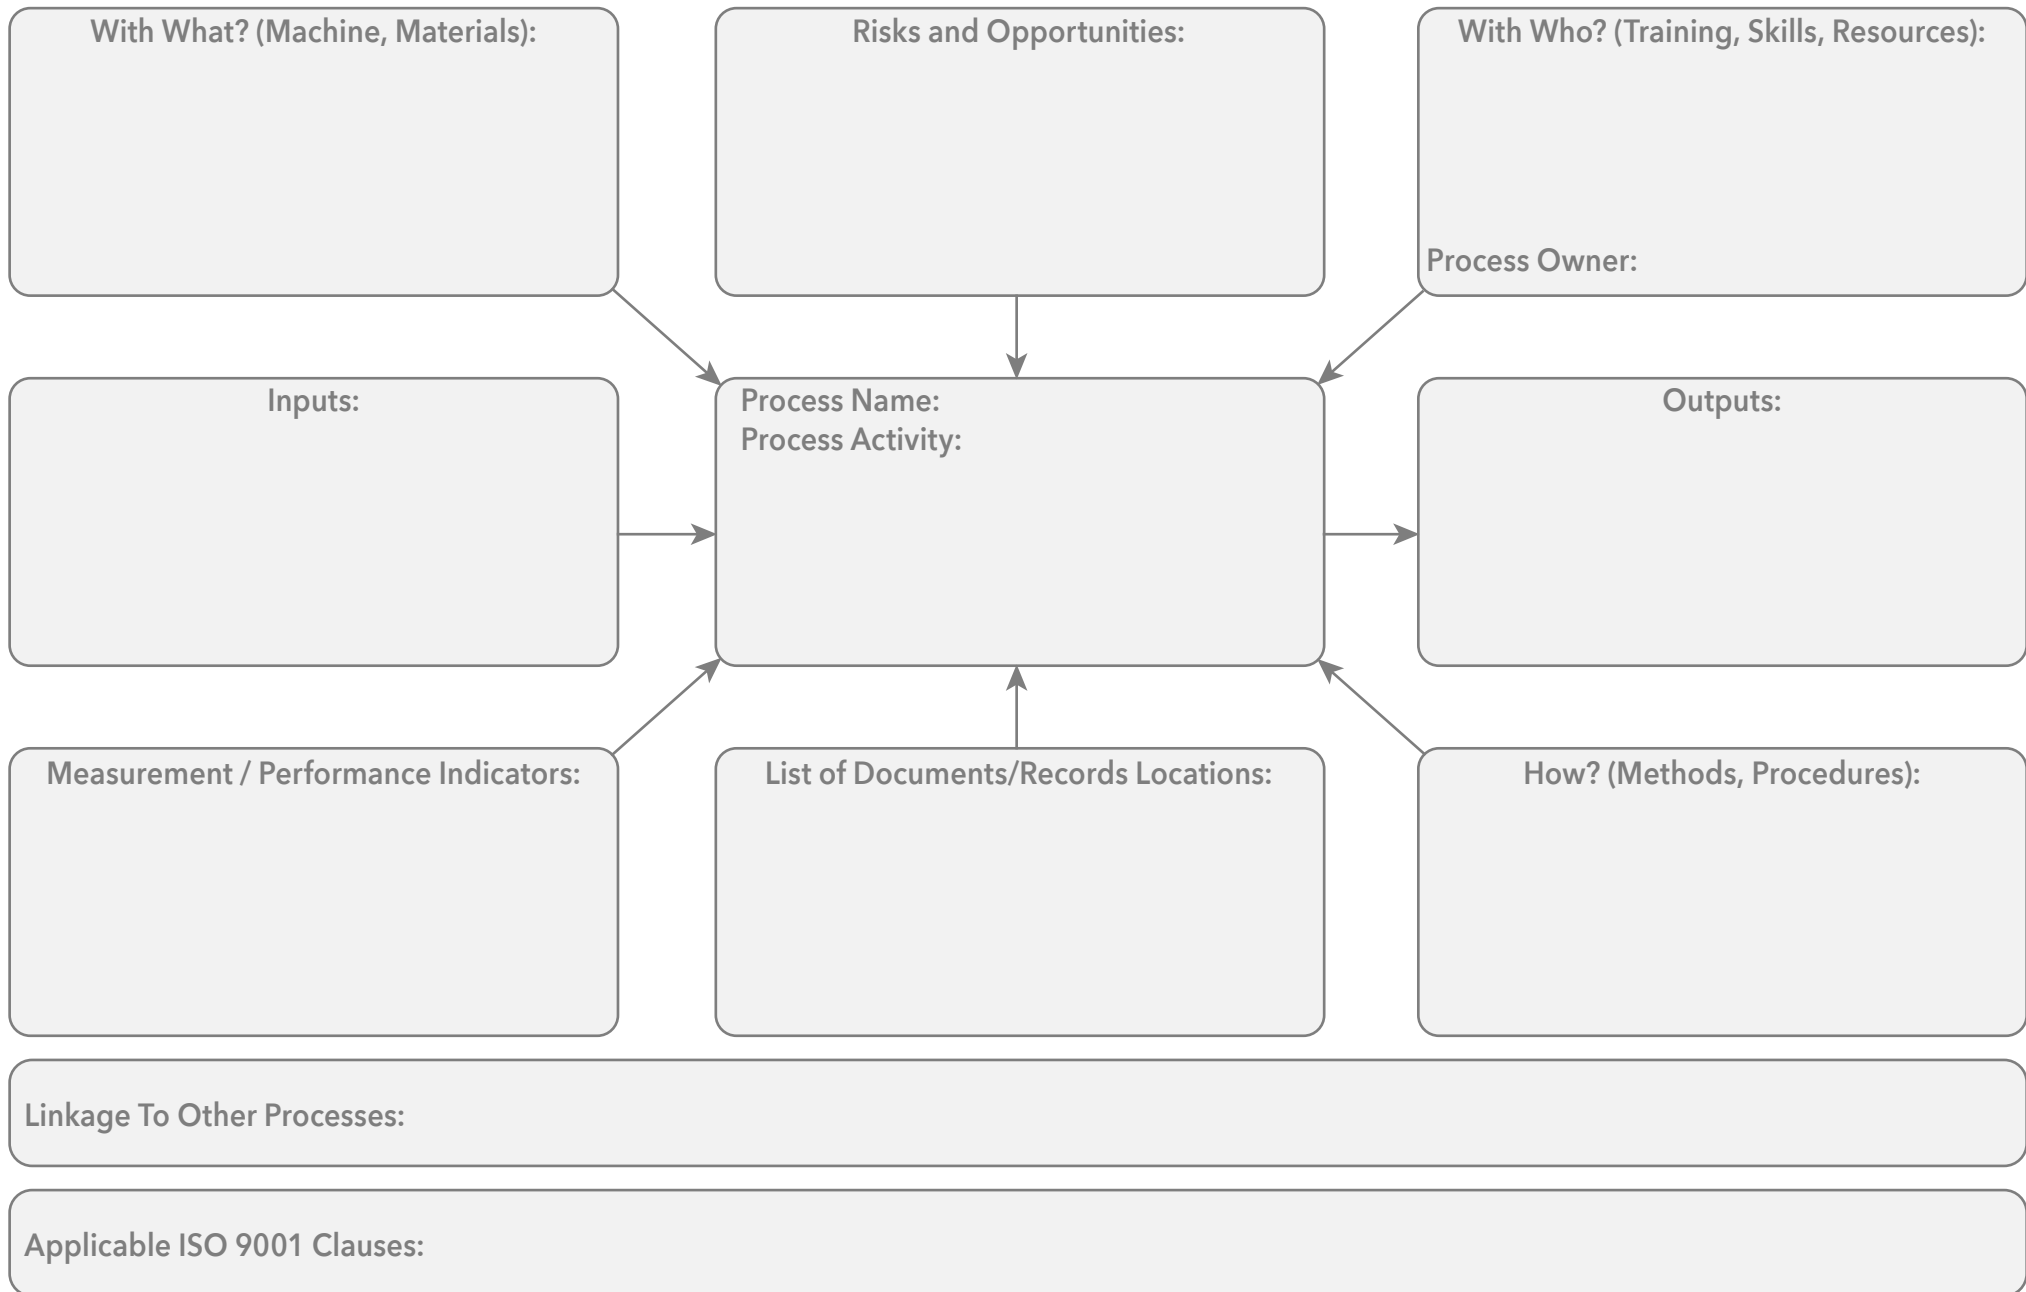 With What? (Machine, Materials):
Risks and Opportunities:
With Who? (Training, Skills, Resources):
Process Owner:
Inputs:
Process Name:
Process Activity:
Outputs:
Measurement / Performance Indicators:
List of Documents/Records Locations:
How? (Methods, Procedures):
Linkage To Other Processes:
Applicable ISO 9001 Clauses: